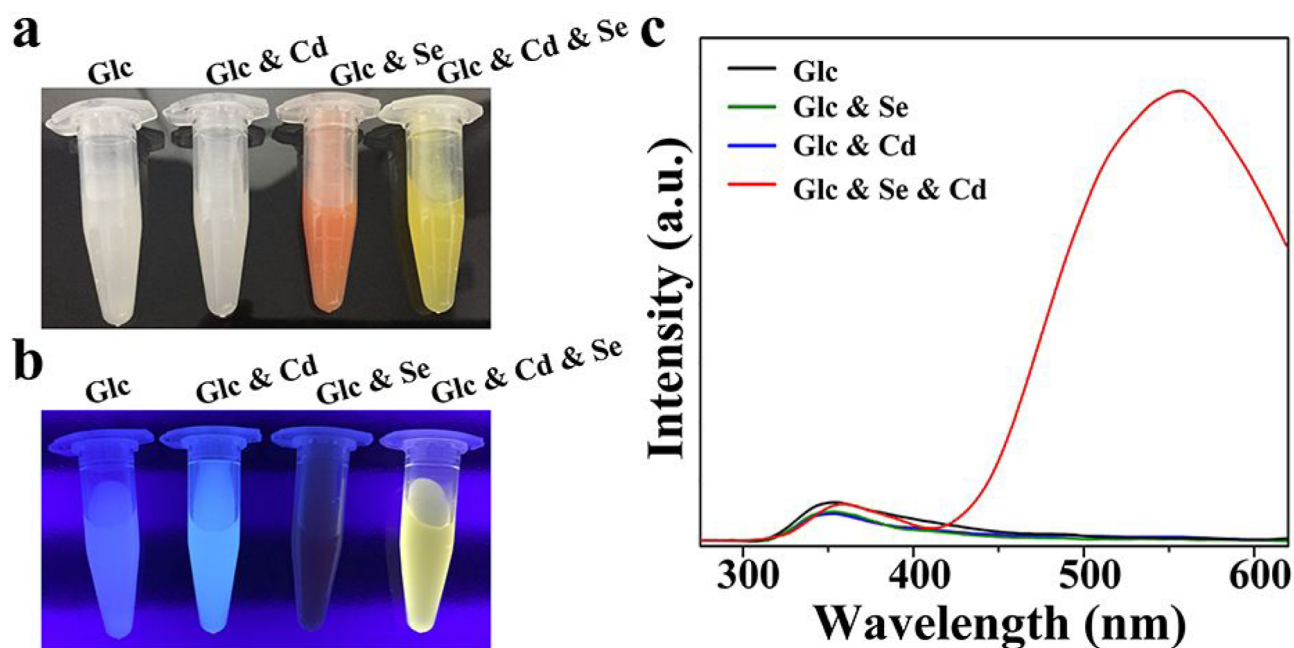 a
Glc
Glc & Cd
Glc & Se
Glc & Cd & Se
b
Glc
Glc & Cd
Glc & Se
Glc & Cd & Se
c
Glc
Glc & Se
Glc & Cd
Glc & Se & Cd
Intensity (a.u.)
300 400 500 600
Wavelength (nm)